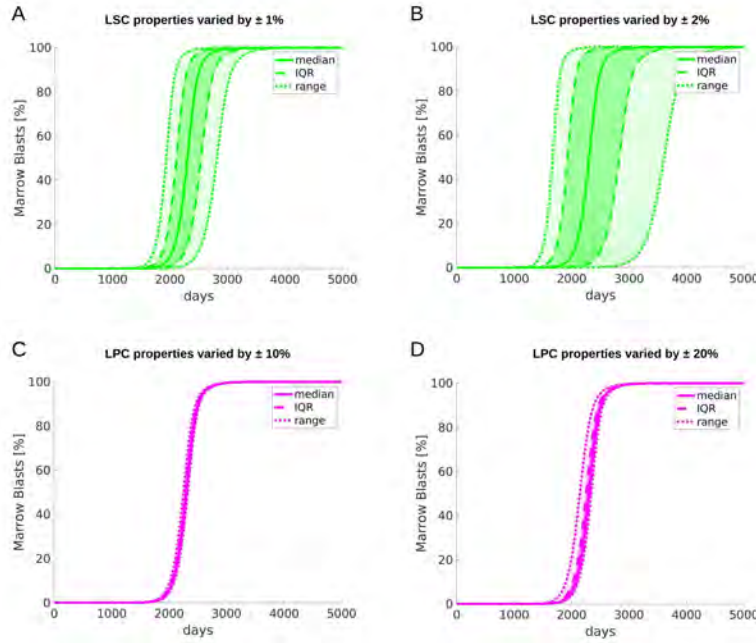 A
LSC properties varied by ± 1%
100
80
60
40
20
0
Marrow Blasts [%]
median
IQR
range
0 1000 2000 3000 4000 5000
days
B
LSC properties varied by ± 2%
100
80
60
40
20
0
Marrow Blasts [%]
median
IQR
range
0 1000 2000 3000 4000 5000
days
C
LPC properties varied by ± 10%
100
80
60
40
20
0
Marrow Blasts [%]
median
IQR
range
0 1000 2000 3000 4000 5000
days
D
LPC properties varied by ± 20%
100
80
60
40
20
0
Marrow Blasts [%]
median
IQR
range
0 1000 2000 3000 4000 5000
days